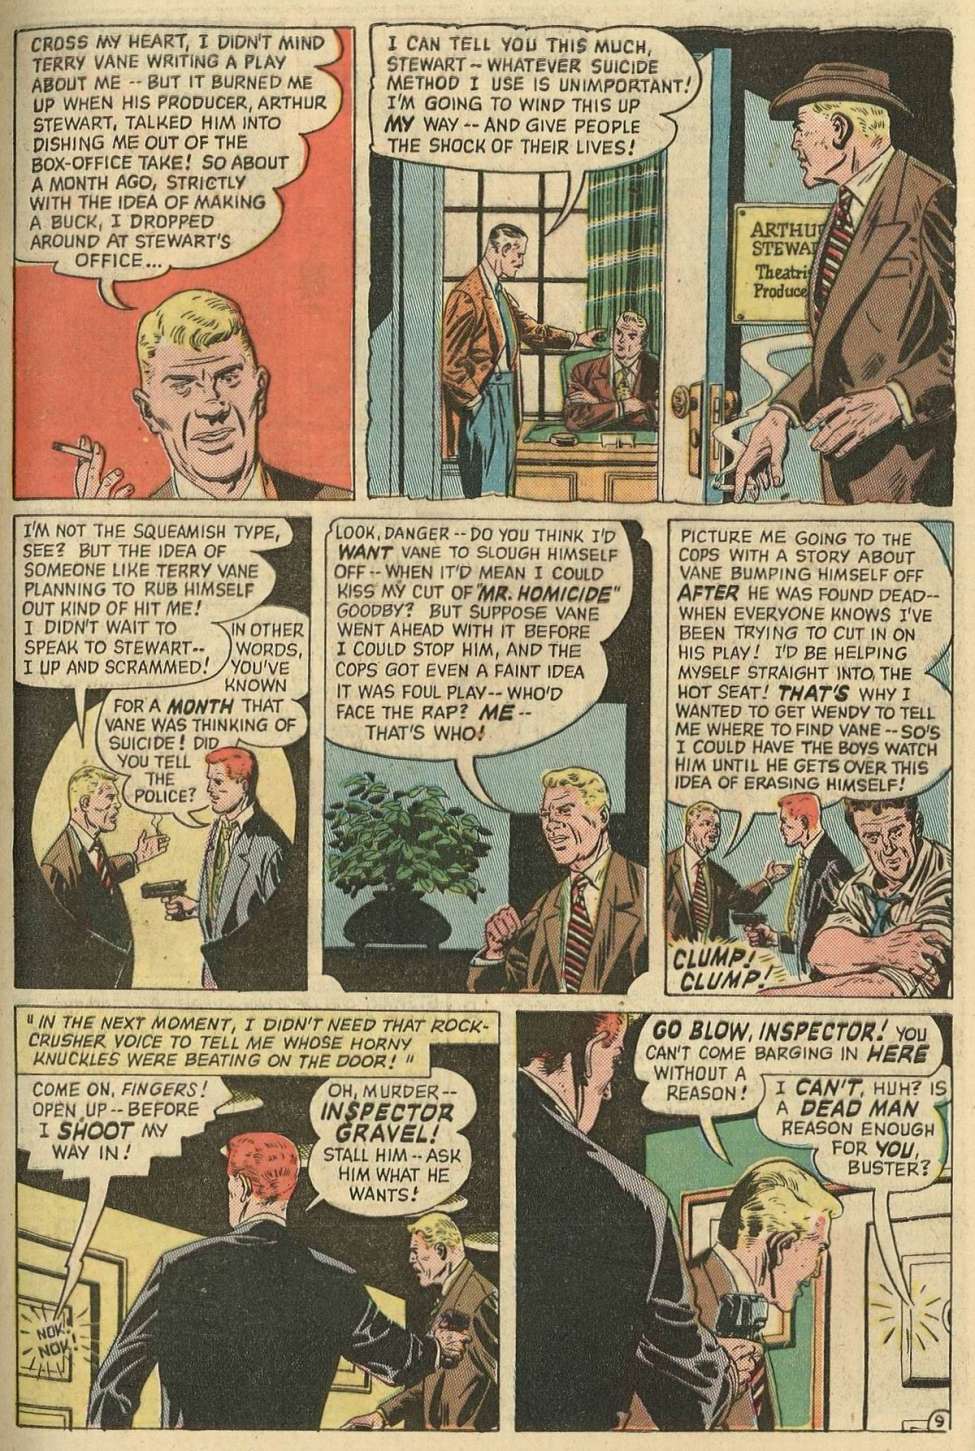 CROSS MY HEART, I DIDN'T MIND
TERRY VANE WRITING A PLAY
ABOUT ME -- BUT IT BURNED ME
UP WHEN HIS PRODUCER, ARTHUR
STEWART, TALKED HIM INTO
DISHING ME OUT OF THE
BOX-OFFICE TAKE! SO ABOUT
A MONTH AGO, STRICTLY
WITH THE IDEA OF MAKING
A BUCK, I DROPPED
AROUND AT STEWART'S
OFFICE...
I CAN TELL YOU THIS MUCH,
STEWART -- WHATEVER SUICIDE
METHOD I USE IS UNIMPORTANT!
I'M GOING TO WIND THIS UP
MY WAY -- AND GIVE PEOPLE
THE SHOCK OF THEIR LIVES!
ARTHU
STEWA
Theatri
Produce
I'M NOT THE SQUEAMISH TYPE,
SEE? BUT THE IDEA OF
SOMEONE LIKE TERRY VANE
PLANNING TO RUB HIMSELF
OUT KIND OF HIT ME!
I DIDN'T WAIT TO
SPEAK TO STEWART--
I UP AND SCRAMMED!
IN OTHER
WORDS,
YOU'VE
KNOWN
FOR A MONTH THAT
VANE WAS THINKING OF
SUICIDE! DID
YOU TELL
THE
POLICE?
LOOK, DANGER -- DO YOU THINK I'D
WANT VANE TO SLOUGH HIMSELF
OFF -- WHEN IT'D MEAN I COULD
KISS MY CUT OF "MR. HOMICIDE"
GOODBY? BUT SUPPOSE VANE
WENT AHEAD WITH IT BEFORE
I COULD STOP HIM, AND THE
COPS GOT EVEN A FAINT IDEA
IT WAS FOUL PLAY -- WHO'D
FACE THE RAP? ME --
THAT'S WHO!
PICTURE ME GOING TO THE
COPS WITH A STORY ABOUT
VANE BUMPING HIMSELF OFF
AFTER HE WAS FOUND DEAD--
WHEN EVERYONE KNOWS I'VE
BEEN TRYING TO CUT IN ON
HIS PLAY! I'D BE HELPING
MYSELF STRAIGHT INTO THE
HOT SEAT! THAT'S WHY I
WANTED TO GET WENDY TO TELL
ME WHERE TO FIND VANE -- SO'S
I COULD HAVE THE BOYS WATCH
HIM UNTIL HE GETS OVER THIS
IDEA OF ERASING HIMSELF!
CLUMP!
CLUMP!
"IN THE NEXT MOMENT, I DIDN'T NEED THAT ROCK-
CRUSHER VOICE TO TELL ME WHOSE HORNY
KNUCKLES WERE BEATING ON THE DOOR!"
COME ON, FINGERS!
OPEN UP -- BEFORE
I SHOOT MY
WAY IN!
OH, MURDER --
INSPECTOR
GRAVEL!
STALL HIM -- ASK
HIM WHAT HE
WANTS!
NOK!
NOK!
GO BLOW, INSPECTOR! YOU
CAN'T COME BARGING IN HERE
WITHOUT A
REASON!
I CAN'T, HUH? IS
A DEAD MAN
REASON ENOUGH
FOR YOU,
BUSTER?
9